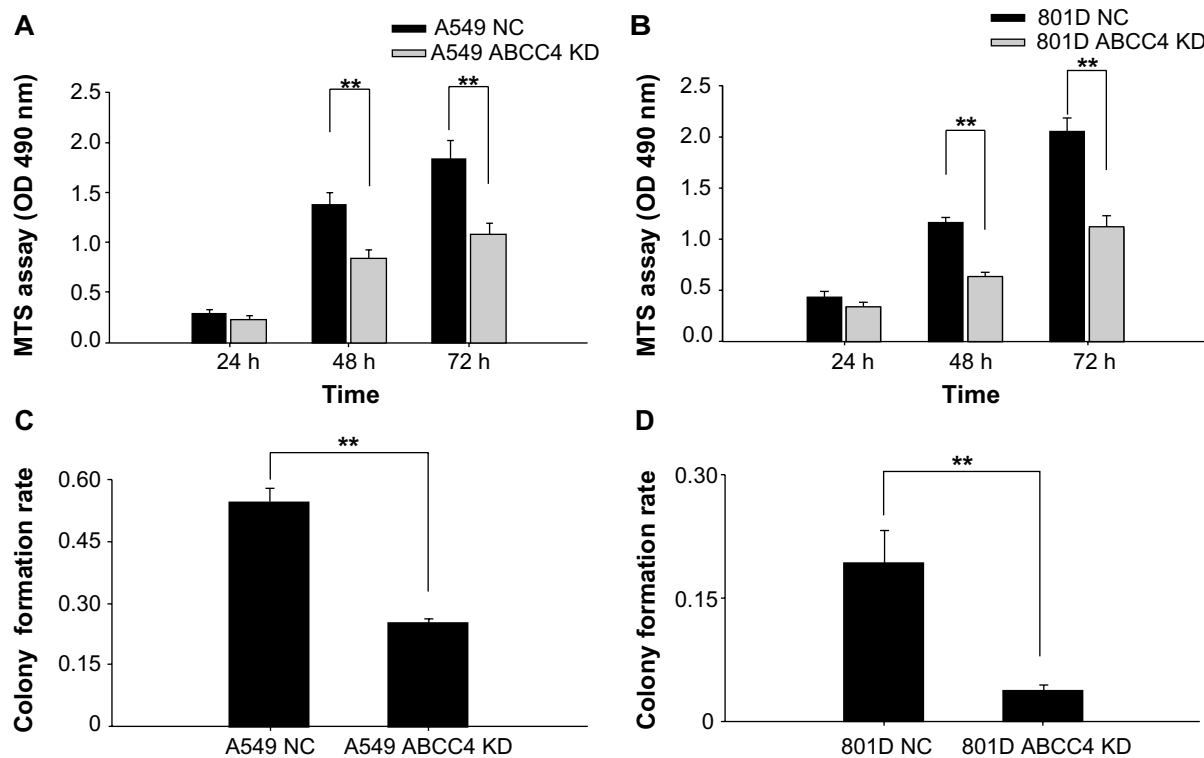 A
A549 NC
A549 ABCC4 KD
MTS assay (OD 490 nm)
2.5
2.0
1.5
1.0
0.5
0.0
**
**
24 h 48 h 72 h
Time
B
801D NC
801D ABCC4 KD
MTS assay (OD 490 nm)
2.5
2.0
1.5
1.0
0.5
0.0
**
**
24 h 48 h 72 h
Time
C
Colony formation rate
0.60
0.45
0.30
0.15
0
**
A549 NC A549 ABCC4 KD
D
Colony formation rate
0.30
0.15
0
**
801D NC 801D ABCC4 KD